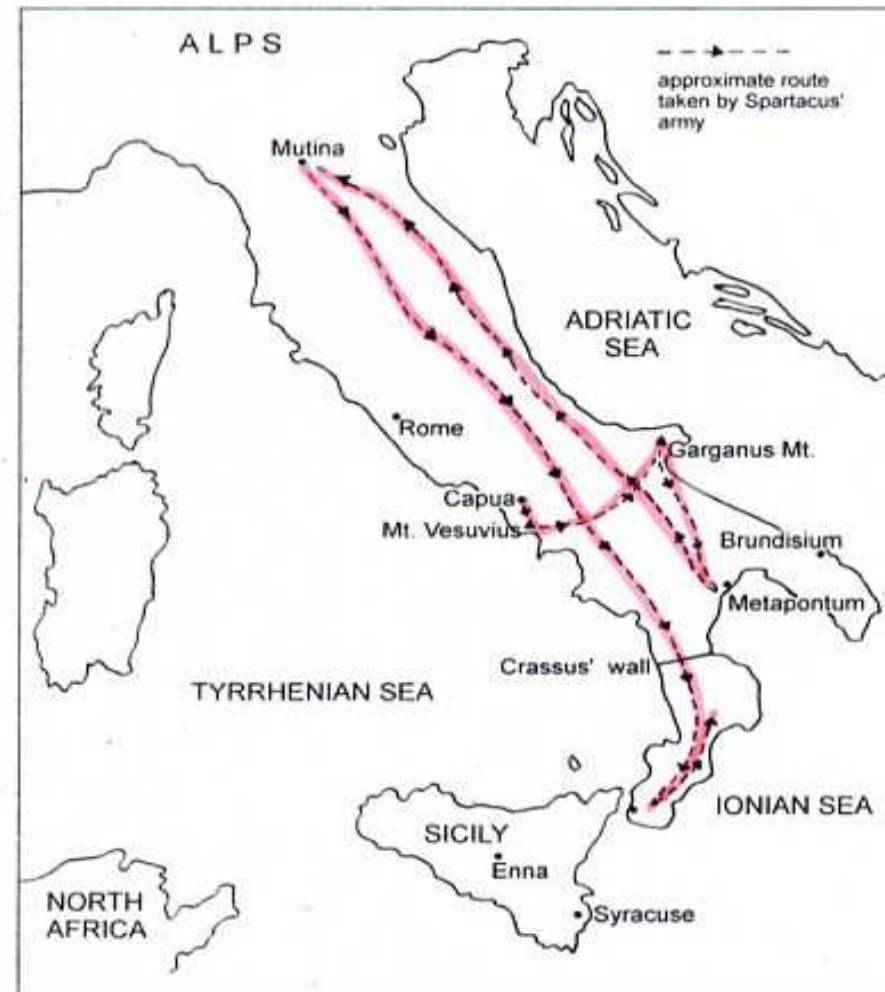 ALPS
approximate route
taken by Spartacus'
army
Mutina
ADRIATIC
SEA
Rome
Garganus Mt.
Capua
Mt. Vesuvius
Brundisium
Metapontum
Crassus' wall
TYRRHENIAN SEA
IONIAN SEA
SICILY
Enna
NORTH
AFRICA
Syracuse